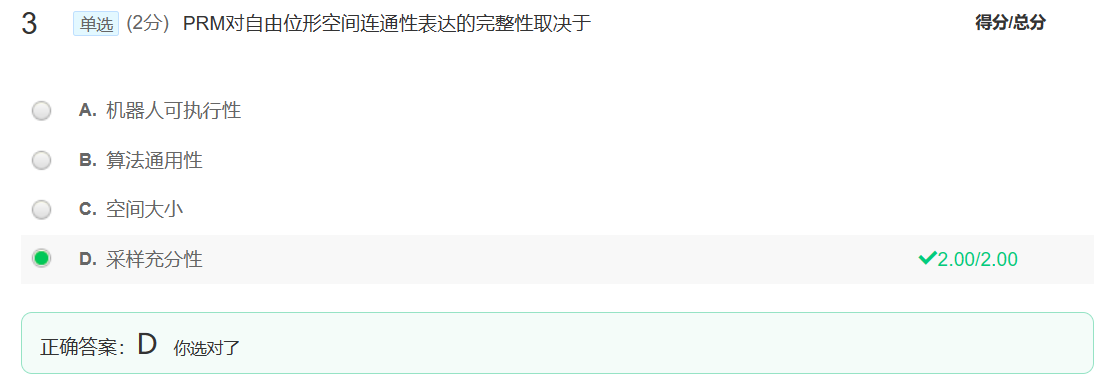 3 单选 (2分) PRM对自由位形空间连通性表达的完整性取决于 得分/总分
A. 机器人可执行性
B. 算法通用性
C. 空间大小
D. 采样充分性 2.00/2.00
正确答案：D 你选对了